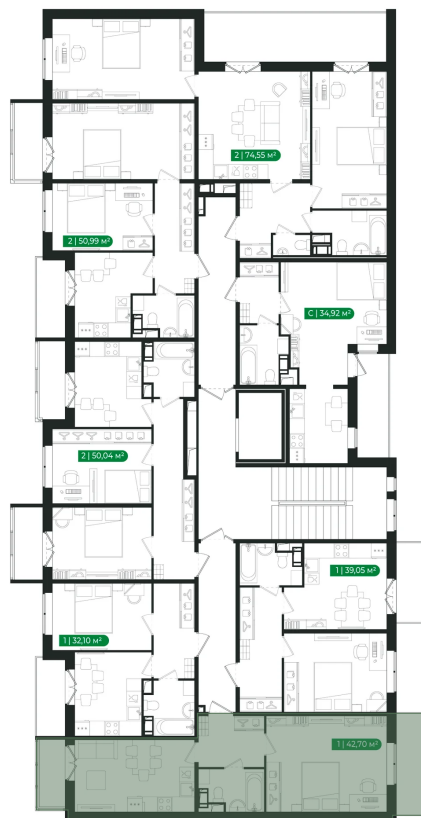 2 | 74,55 м²
2 | 50,99 м²
С | 34,92 м²
2 | 50,04 м²
1 | 39,05 м²
1 | 32,10 м²
1 | 42,70 м²